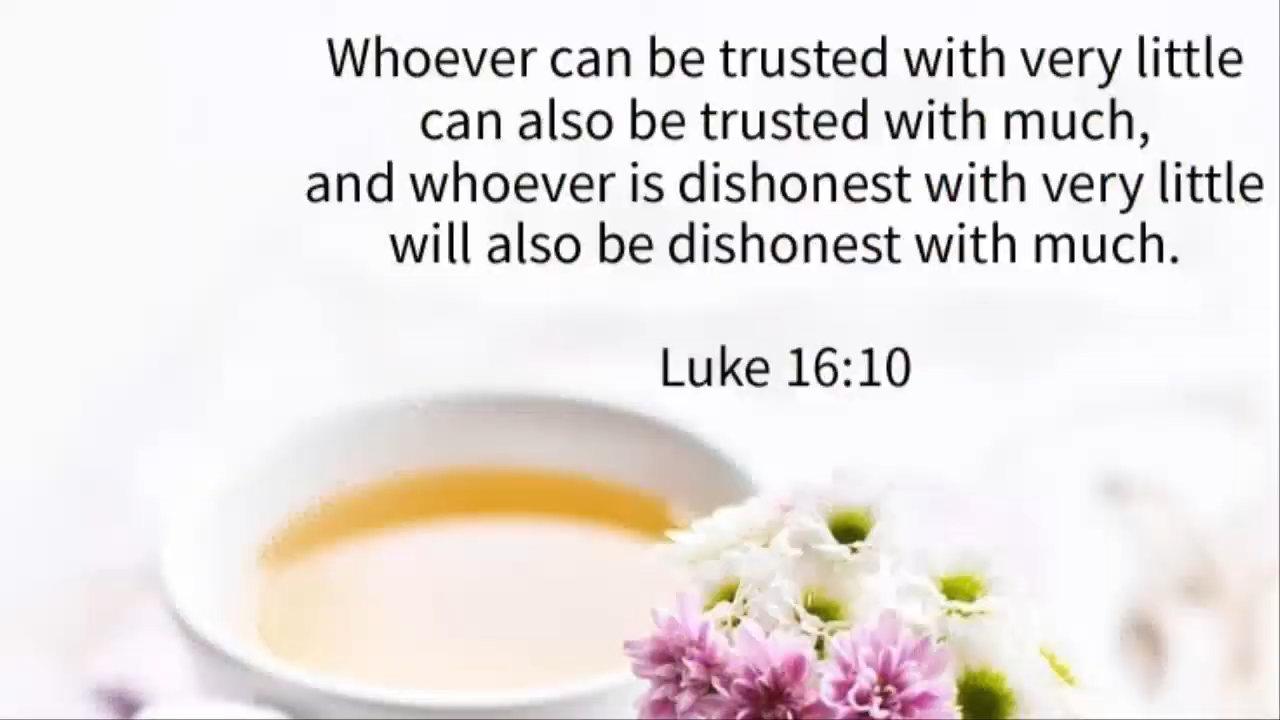 Whoever can be trusted with very little
can also be trusted with much,
and whoever is dishonest with very little
will also be dishonest with much.
Luke 16:10